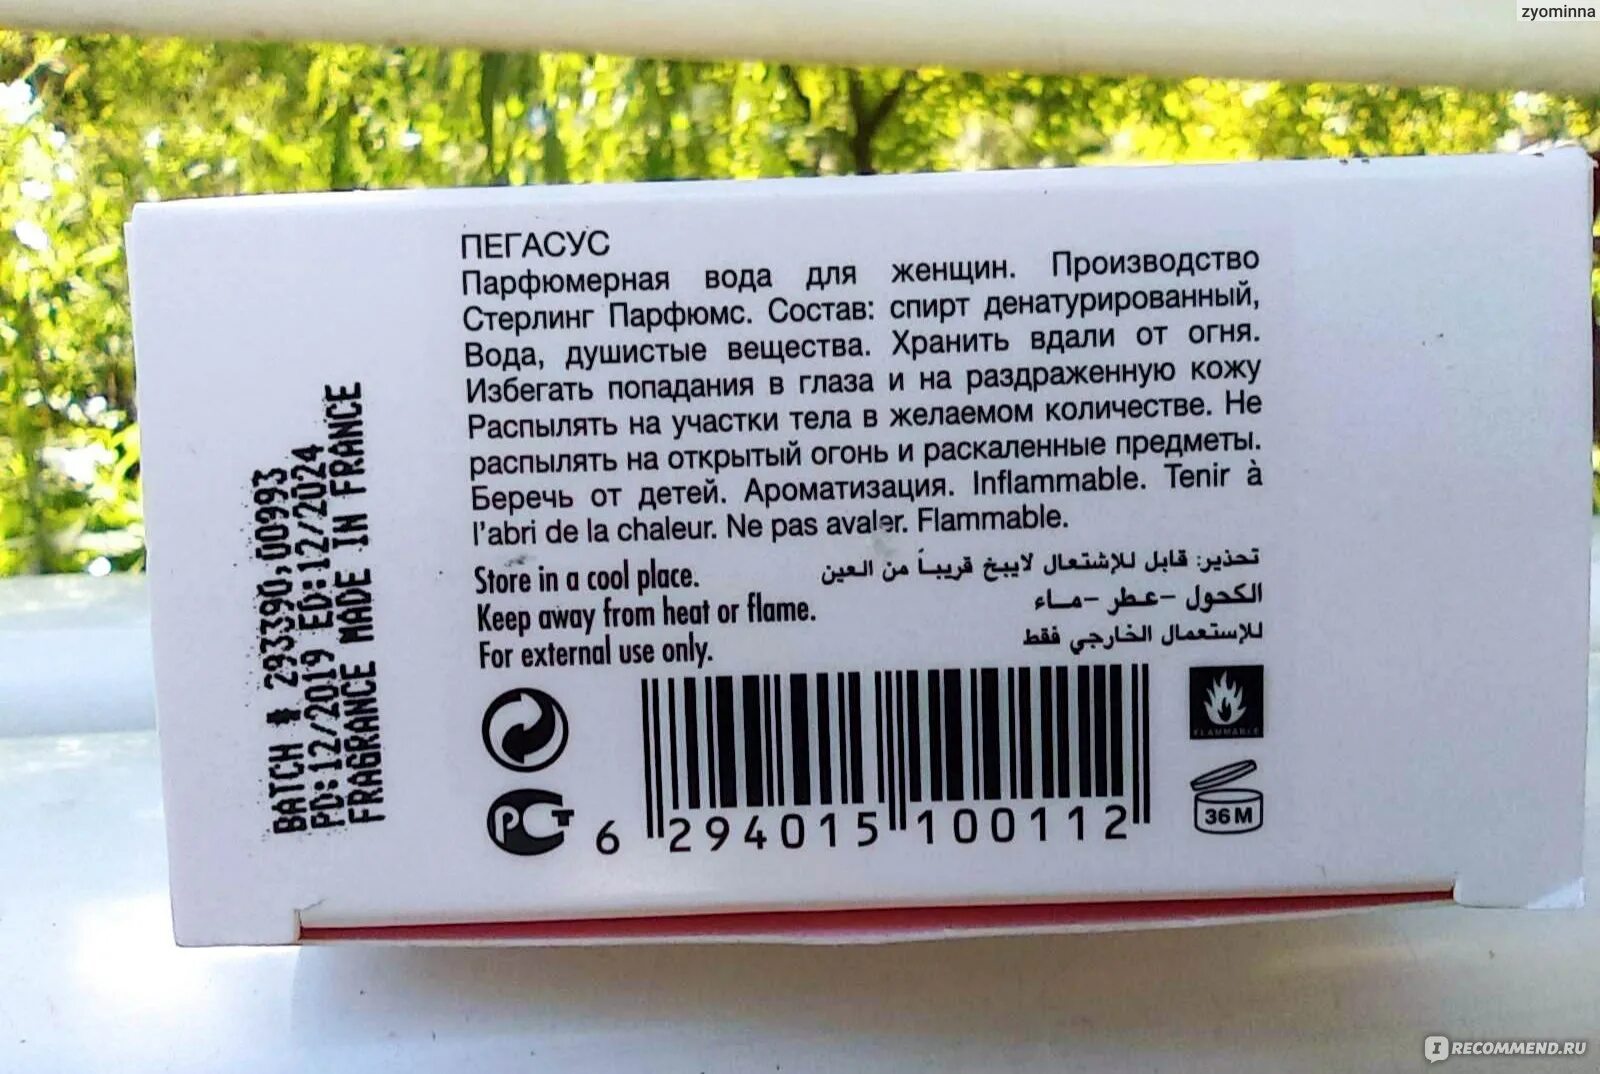 zyominna
ПЕГАСУС
Парфюмерная вода для женщин. Производство
Стерлинг Парфюмс. Состав: спирт денатурированный,
Вода, душистые вещества. Хранить вдали от огня.
Избегать попадания в глаза и на раздраженную кожу
Распылять на участки тела в желаемом количестве. Не
распылять на открытый огонь и раскаленные предметы.
Беречь от детей. Ароматизация. Inflammable. Tenir à
l'abri de la chaleur. Ne pas avaler. Flammable.
Store in a cool place.
Keep away from heat or flame.
For external use only.
تحذير: قابل للإشتعال لايبخ قريباً من العين
الكحول -عطر -ماء
للإستعمال الخارجي فقط
BATCH # 293390,00993
PD:12/2019 ED:12/2024
FRAGRANCE MADE IN FRANCE
FLAMMABLE
РСТ
6 294015 100112
36 M
I RECOMMEND.RU